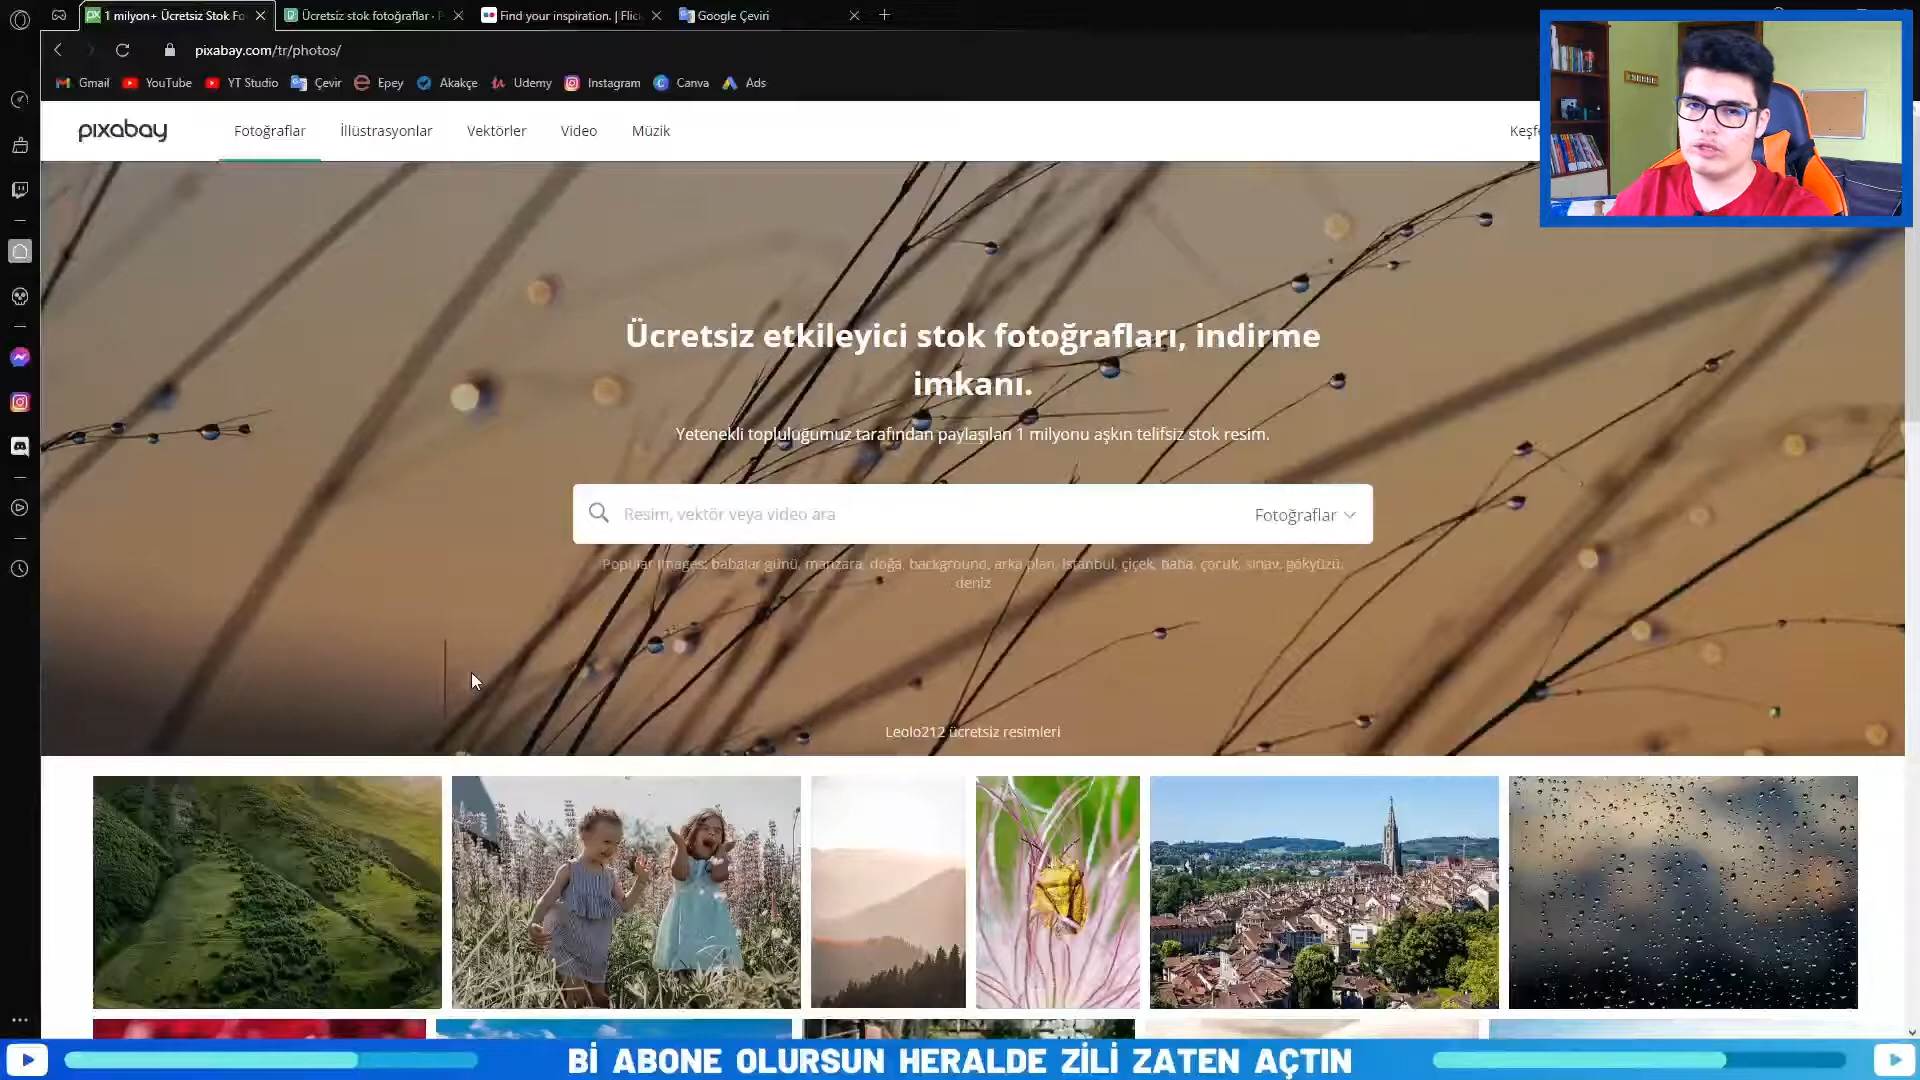 1 milyon+ Ücretsiz Stok Fo
Ücretsiz stok fotoğraflar · P
Find your inspiration. | Flick
Google Çeviri
pixabay.com/tr/photos/
Gmail
YouTube
YT Studio
Çevir
Epey
Akakçe
Udemy
Instagram
Canva
Ads
pixabay
Fotoğraflar
İllüstrasyonlar
Vektörler
Video
Müzik
Keşfe
Ücretsiz etkileyici stok fotoğrafları, indirme
imkanı.
Yetenekli topluluğumuz tarafından paylaşılan 1 milyonu aşkın telifsiz stok resim.
Resim, vektör veya video ara
Fotoğraflar
Popular Images: babalar günü, manzara, doğa, background, arka plan, istanbul, çiçek, baba, çocuk, sınav, gökyüzü,
deniz
Leolo212 ücretsiz resimleri
Bİ ABONE OLURSUN HERALDE ZİLİ ZATEN AÇTIN